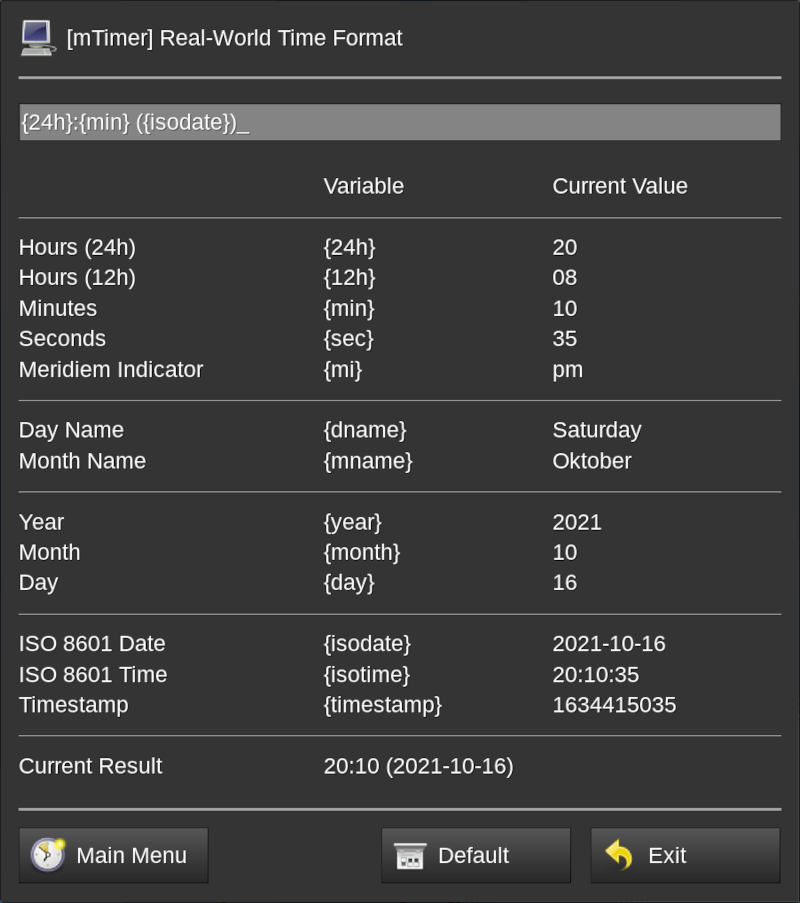 [mTimer] Real-World Time Format
{24h}:{min} ({isodate})_
Variable Current Value
Hours (24h) {24h} 20
Hours (12h) {12h} 08
Minutes {min} 10
Seconds {sec} 35
Meridiem Indicator {mi} pm
Day Name {dname} Saturday
Month Name {mname} Oktober
Year {year} 2021
Month {month} 10
Day {day} 16
ISO 8601 Date {isodate} 2021-10-16
ISO 8601 Time {isotime} 20:10:35
Timestamp {timestamp} 1634415035
Current Result 20:10 (2021-10-16)
Main Menu Default Exit